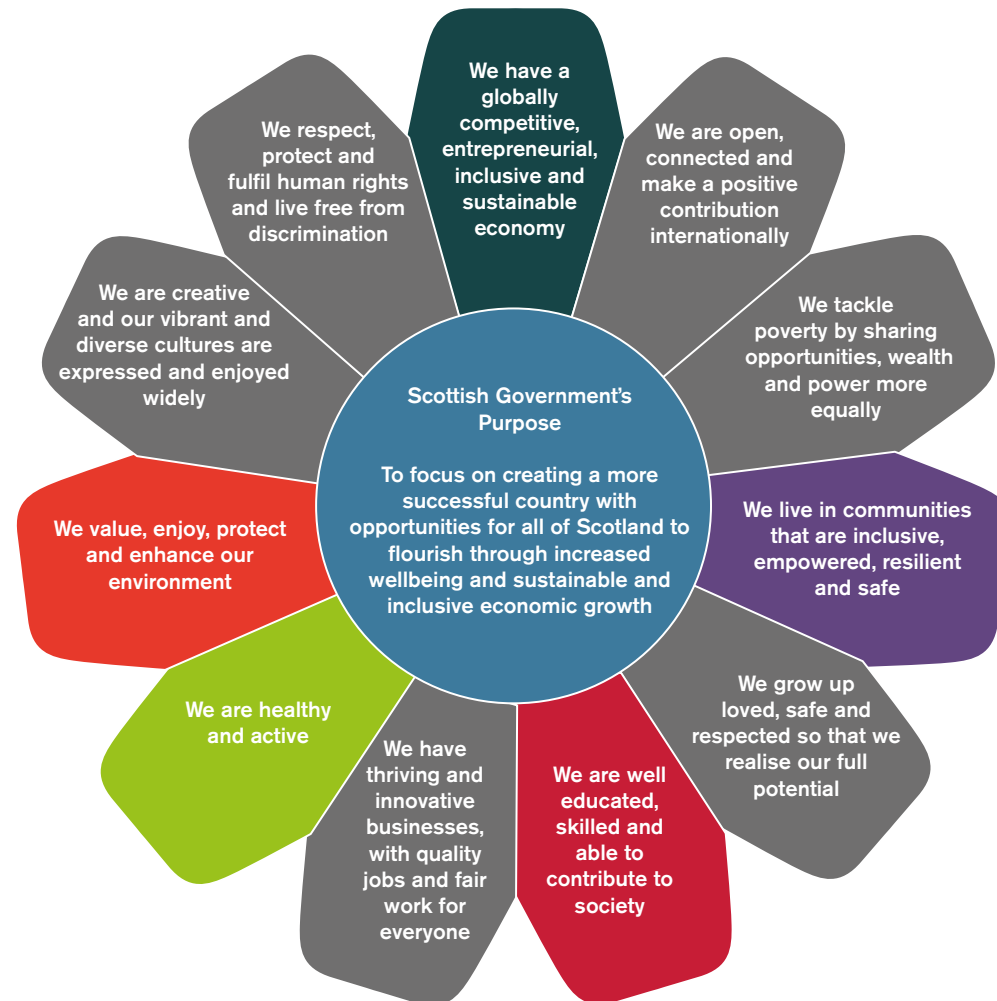 We have a
globally
competitive,
entrepreneurial,
inclusive and
sustainable
economy
We are open,
connected and
make a positive
contribution
internationally
We tackle
poverty by sharing
opportunities, wealth
and power more
equally
We live in communities
that are inclusive,
empowered, resilient
and safe
We grow up
loved, safe and
respected so that we
realise our full
potential
We are well
educated,
skilled and
able to
contribute to
society
We have
thriving and
innovative
businesses,
with quality
jobs and fair
work for
everyone
We are healthy
and active
We value, enjoy, protect
and enhance our
environment
We are creative
and our vibrant and
diverse cultures are
expressed and enjoyed
widely
We respect,
protect and
fulfil human rights
and live free from
discrimination
Scottish Government's
Purpose
To focus on creating a more
successful country with
opportunities for all of Scotland to
flourish through increased
wellbeing and sustainable and
inclusive economic growth